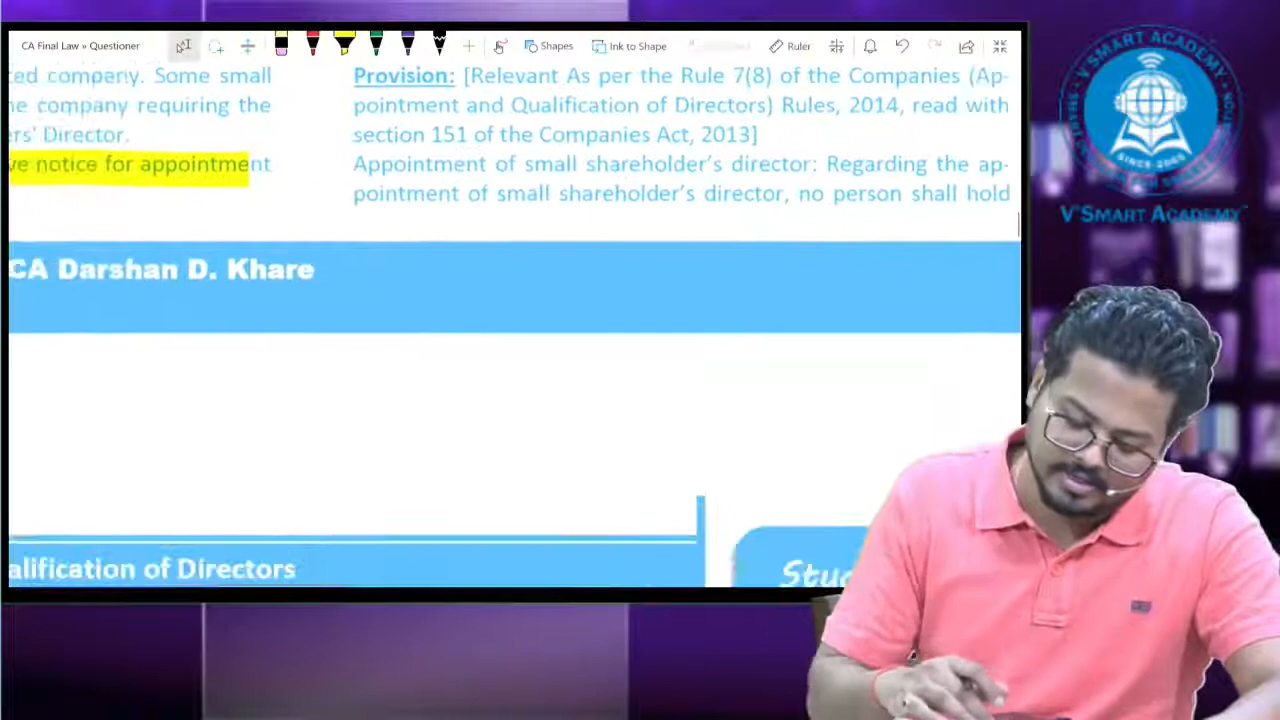 CA Final Law » Questioner
Shapes
Ink to Shape
Ruler
ed company. Some small
e company requiring the
ers' Director.
ve notice for appointment
Provision: [Relevant As per the Rule 7(8) of the Companies (Ap-
pointment and Qualification of Directors) Rules, 2014, read with
section 151 of the Companies Act, 2013]
Appointment of small shareholder's director: Regarding the ap-
pointment of small shareholder's director, no person shall hold
CA Darshan D. Khare
alification of Directors
V'SMART ACADEMY
SINCE-2005
V'SMART ACADEMY